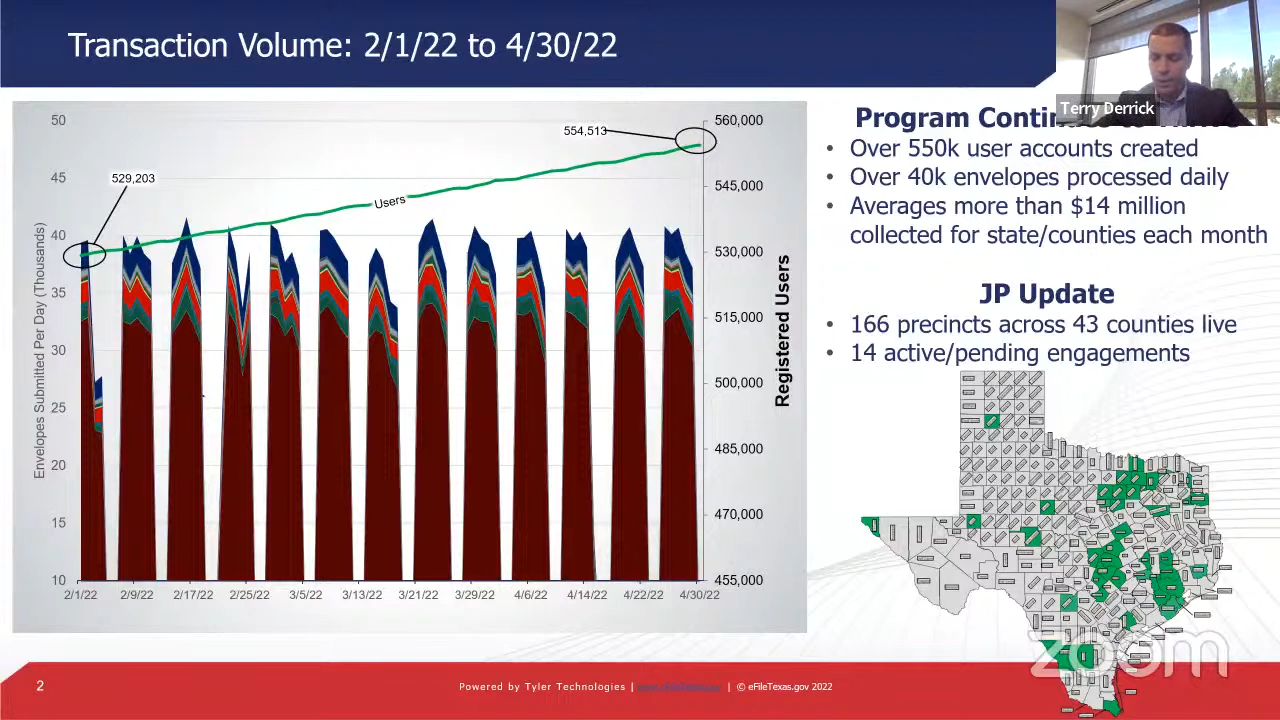 Transaction Volume: 2/1/22 to 4/30/22
Terry Derrick
50
45
40
35
30
25
20
15
10
Envelopes Submitted Per Day (Thousands)
529,203
Users
554,513
560,000
545,000
530,000
515,000
500,000
485,000
470,000
455,000
Registered Users
2/1/22 2/9/22 2/17/22 2/25/22 3/5/22 3/13/22 3/21/22 3/29/22 4/6/22 4/14/22 4/22/22 4/30/22
Program
• Over 550k user accounts created
• Over 40k envelopes processed daily
• Averages more than $14 million
collected for state/counties each month
JP Update
• 166 precincts across 43 counties live
• 14 active/pending engagements
zoom
2
Powered by Tyler Technologies | | © eFileTexas.gov 2022